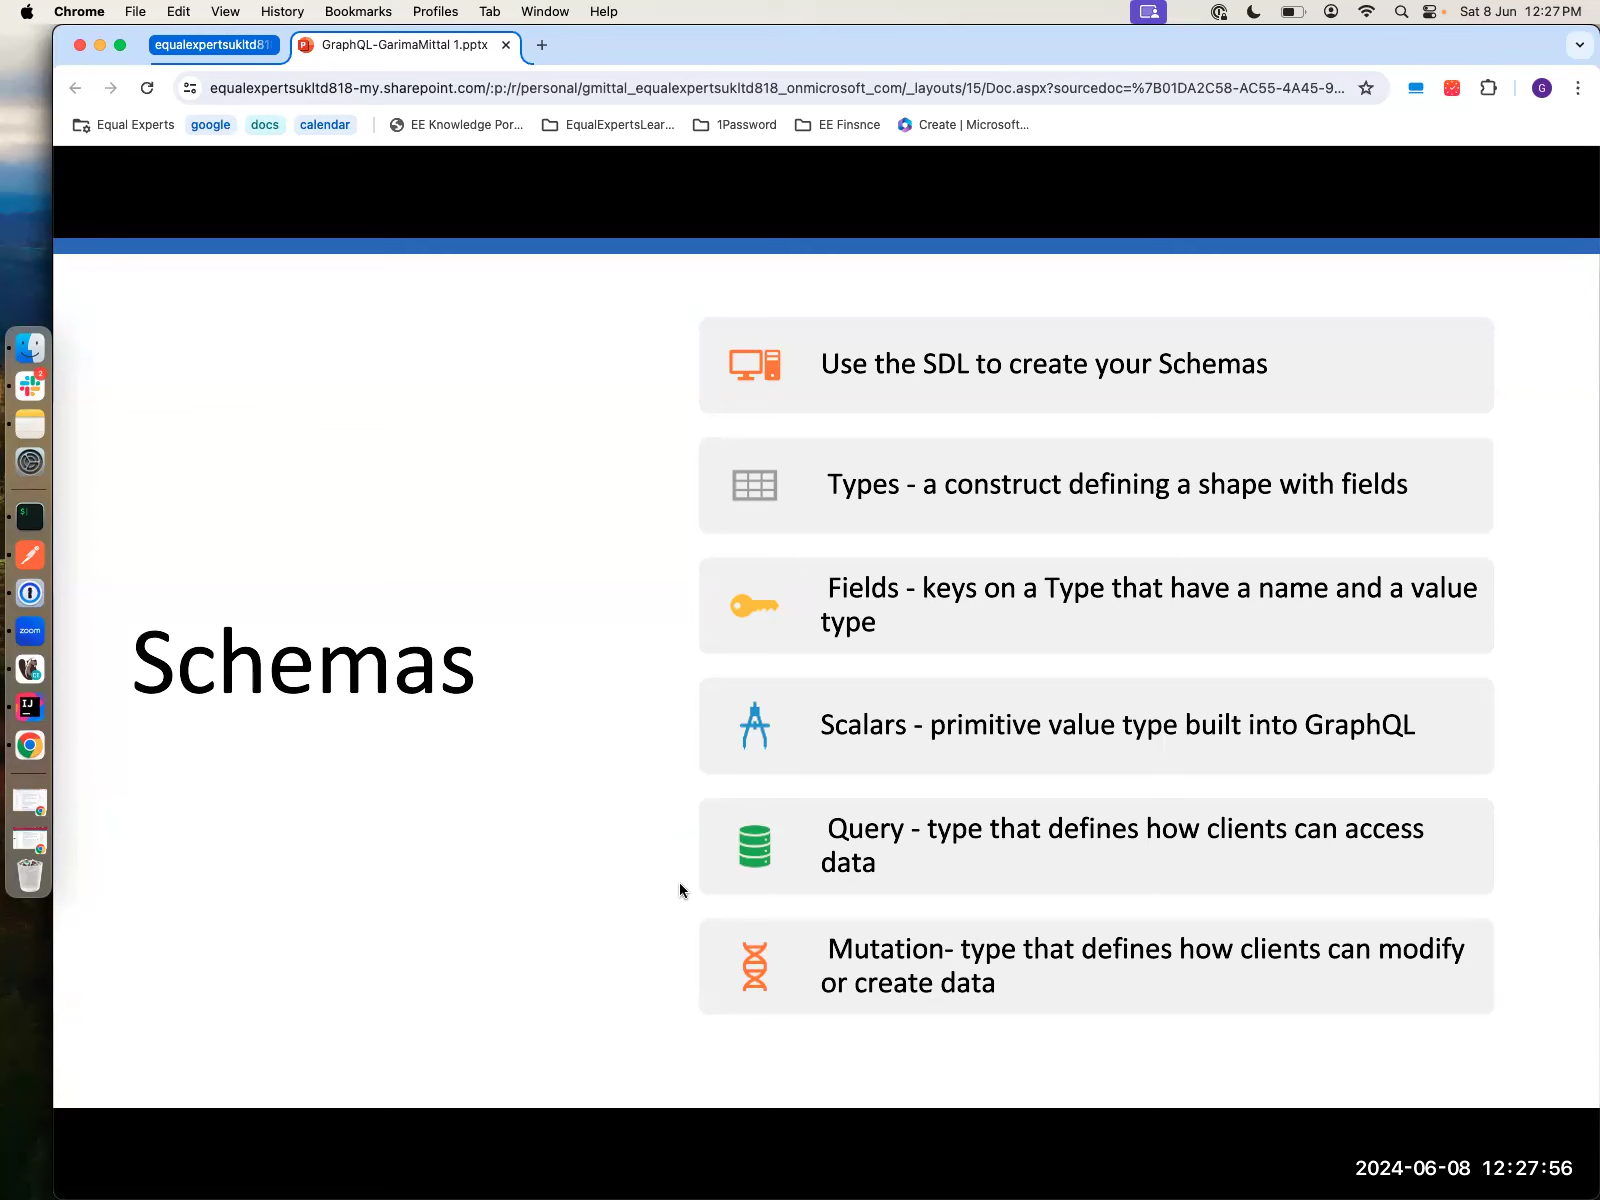 Chrome File Edit View History Bookmarks Profiles Tab Window Help Sat 8 Jun 12:27 PM
equalexpertsukltd818 GraphQL-GarimaMittal 1.pptx
equalexpertsukltd818-my.sharepoint.com/:p:/r/personal/gmittal_equalexpertsukltd818_onmicrosoft_com/_layouts/15/Doc.aspx?sourcedoc=%7B01DA2C58-AC55-4A45-9... G
Equal Experts google docs calendar EE Knowledge Por... EqualExpertsLear... 1Password EE Finsnce Create | Microsoft...
2
zoom
IJ
Schemas
Use the SDL to create your Schemas
Types - a construct defining a shape with fields
Fields - keys on a Type that have a name and a value
type
Scalars - primitive value type built into GraphQL
Query - type that defines how clients can access
data
Mutation- type that defines how clients can modify
or create data
2024-06-08 12:27:56